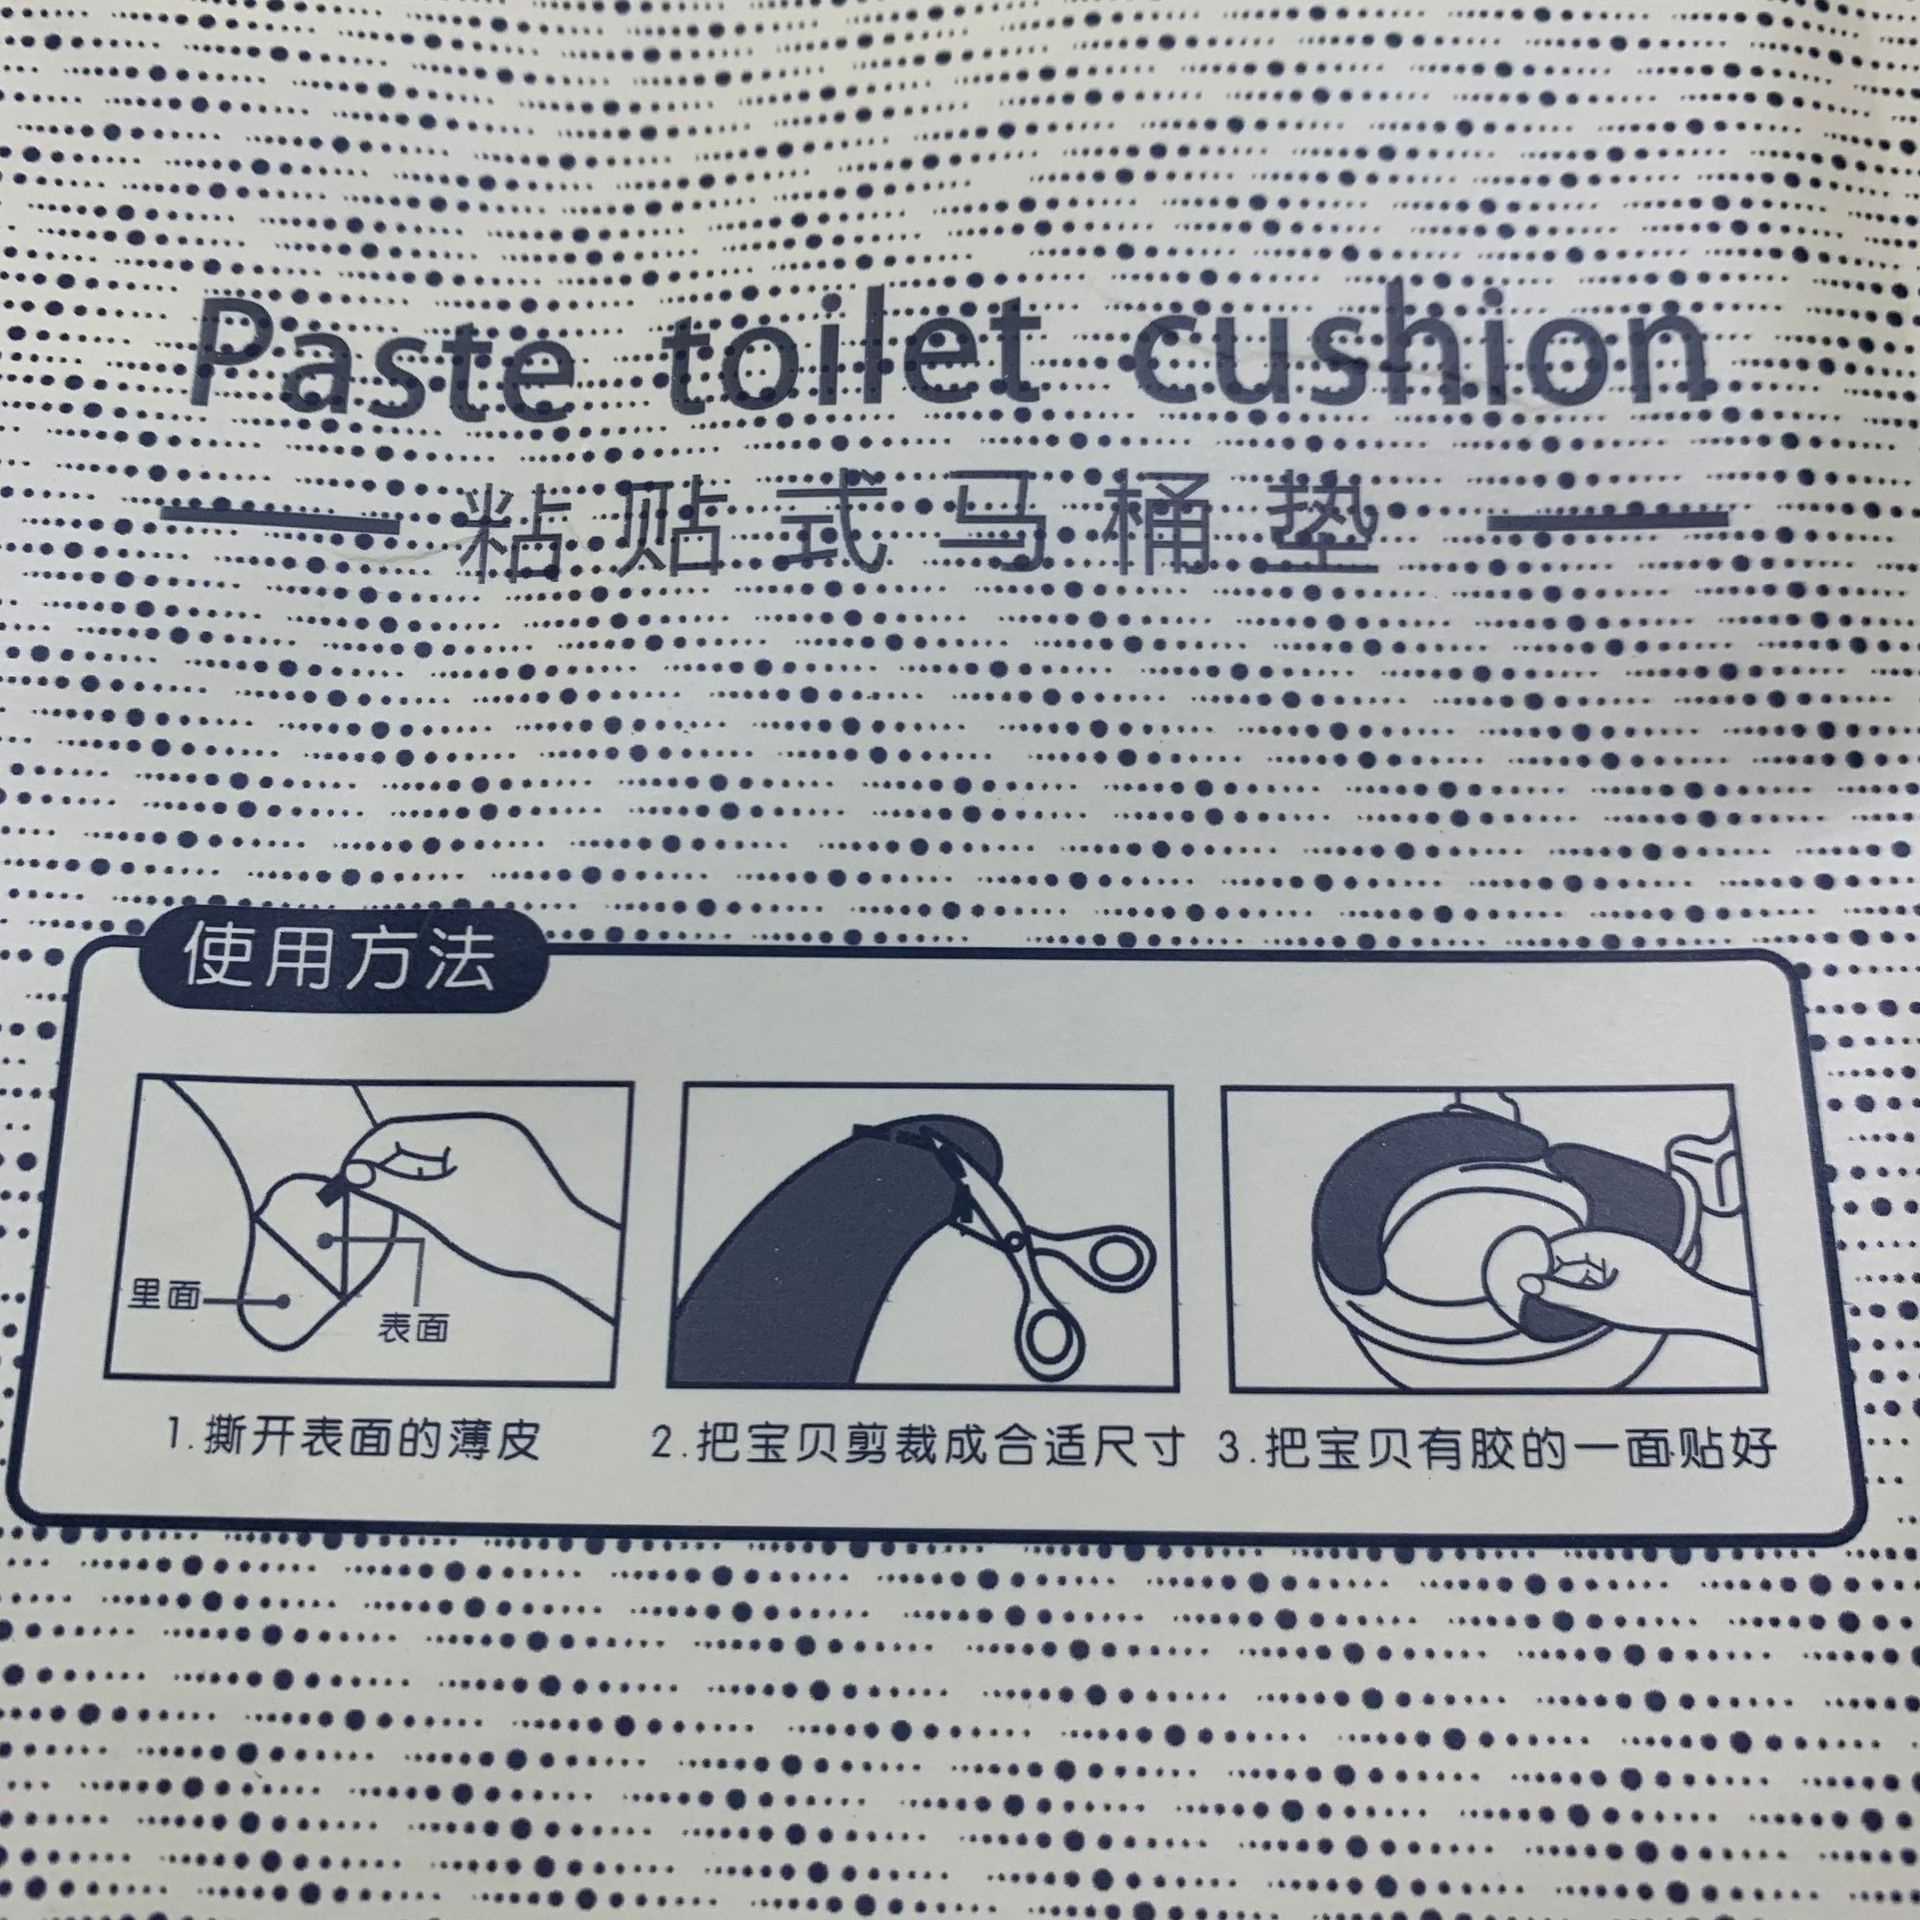 Paste toilet cushion
粘贴式马桶垫
使用方法
里面
表面
1.撕开表面的薄皮
2.把宝贝剪裁成合适尺寸
3.把宝贝有胶的一面贴好